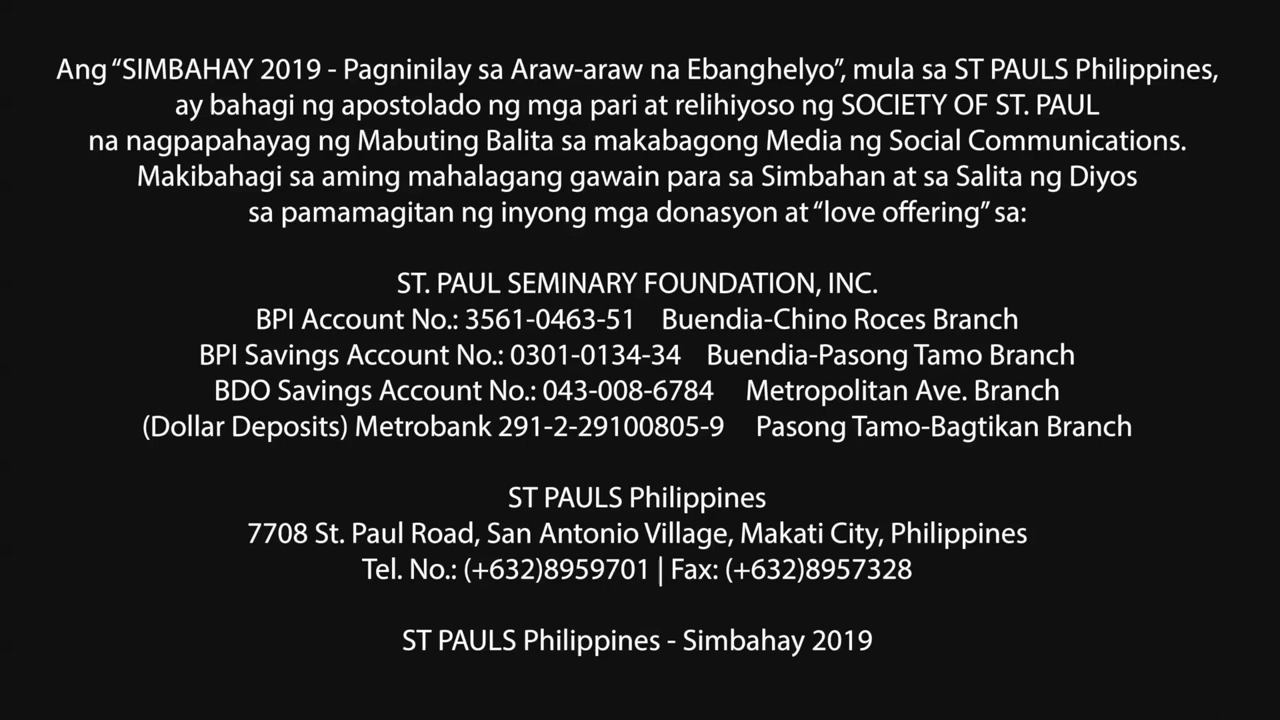 Ang “SIMBAHAY 2019 - Pagninilay sa Araw-araw na Ebanghelyo”, mula sa ST PAULS Philippines,
ay bahagi ng apostolado ng mga pari at relihiyoso ng SOCIETY OF ST. PAUL
na nagpapahayag ng Mabuting Balita sa makabagong Media ng Social Communications.
Makibahagi sa aming mahalagang gawain para sa Simbahan at sa Salita ng Diyos
sa pamamagitan ng inyong mga donasyon at “love offering” sa:
ST. PAUL SEMINARY FOUNDATION, INC.
BPI Account No.: 3561-0463-51 Buendia-Chino Roces Branch
BPI Savings Account No.: 0301-0134-34 Buendia-Pasong Tamo Branch
BDO Savings Account No.: 043-008-6784 Metropolitan Ave. Branch
(Dollar Deposits) Metrobank 291-2-29100805-9 Pasong Tamo-Bagtikan Branch
ST PAULS Philippines
7708 St. Paul Road, San Antonio Village, Makati City, Philippines
Tel. No.: (+632)8959701 | Fax: (+632)8957328
ST PAULS Philippines - Simbahay 2019